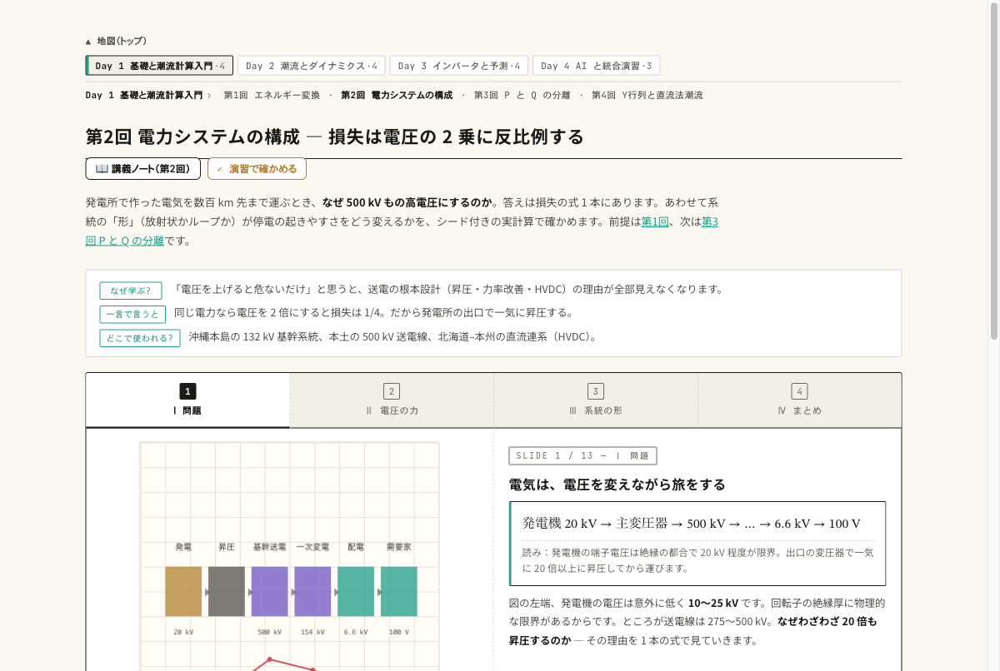 ▲ 地図(トップ)
Day 1 基礎と潮流計算入門·4 Day 2 潮流とダイナミクス·4 Day 3 インバータと予測·4 Day 4 AI と統合演習·3
Day 1 基礎と潮流計算入門 › 第1回 エネルギー変換 · 第2回 電力システムの構成 · 第3回 P と Q の分離 · 第4回 Y行列と直流法潮流
第2回 電力システムの構成 — 損失は電圧の 2 乗に反比例する
📖 講義ノート(第2回) ✍ 演習で確かめる
発電所で作った電気を数百 km 先まで運ぶとき、なぜ 500 kV もの高電圧にするのか。答えは損失の式 1 本にあります。あわせて系
統の「形」（放射状かループか）が停電の起きやすさをどう変えるかを、シード付きの実計算で確かめます。前提は第1回、次は第3
回 P と Q の分離です。
なぜ学ぶ? 「電圧を上げると危ないだけ」と思うと、送電の根本設計（昇圧・力率改善・HVDC）の理由が全部見えなくなります。
一言で言うと 同じ電力なら電圧を 2 倍にすると損失は 1/4。だから発電所の出口で一気に昇圧する。
どこで使われる? 沖縄本島の 132 kV 基幹系統、本土の 500 kV 送電線、北海道–本州の直流連系（HVDC）。
1 2 3 4
Ⅰ 問題 Ⅱ 電圧の力 Ⅲ 系統の形 Ⅳ まとめ
発電 昇圧 基幹送電 一次変電 配電 需要家
20 kV 500 kV 154 kV 6.6 kV 100 V
SLIDE 1 / 13 — Ⅰ 問題
電気は、電圧を変えながら旅をする
発電機 20 kV → 主変圧器 → 500 kV → … → 6.6 kV → 100 V
読み：発電機の端子電圧は絶縁の都合で 20 kV 程度が限界。出口の変圧器で一気
に 20 倍以上に昇圧してから運びます。
図の左端、発電機の電圧は意外に低く 10〜25 kV です。回転子の絶縁厚に物理的
な限界があるからです。ところが送電線は 275〜500 kV。なぜわざわざ 20 倍も
昇圧するのか — その理由を 1 本の式で見ていきます。